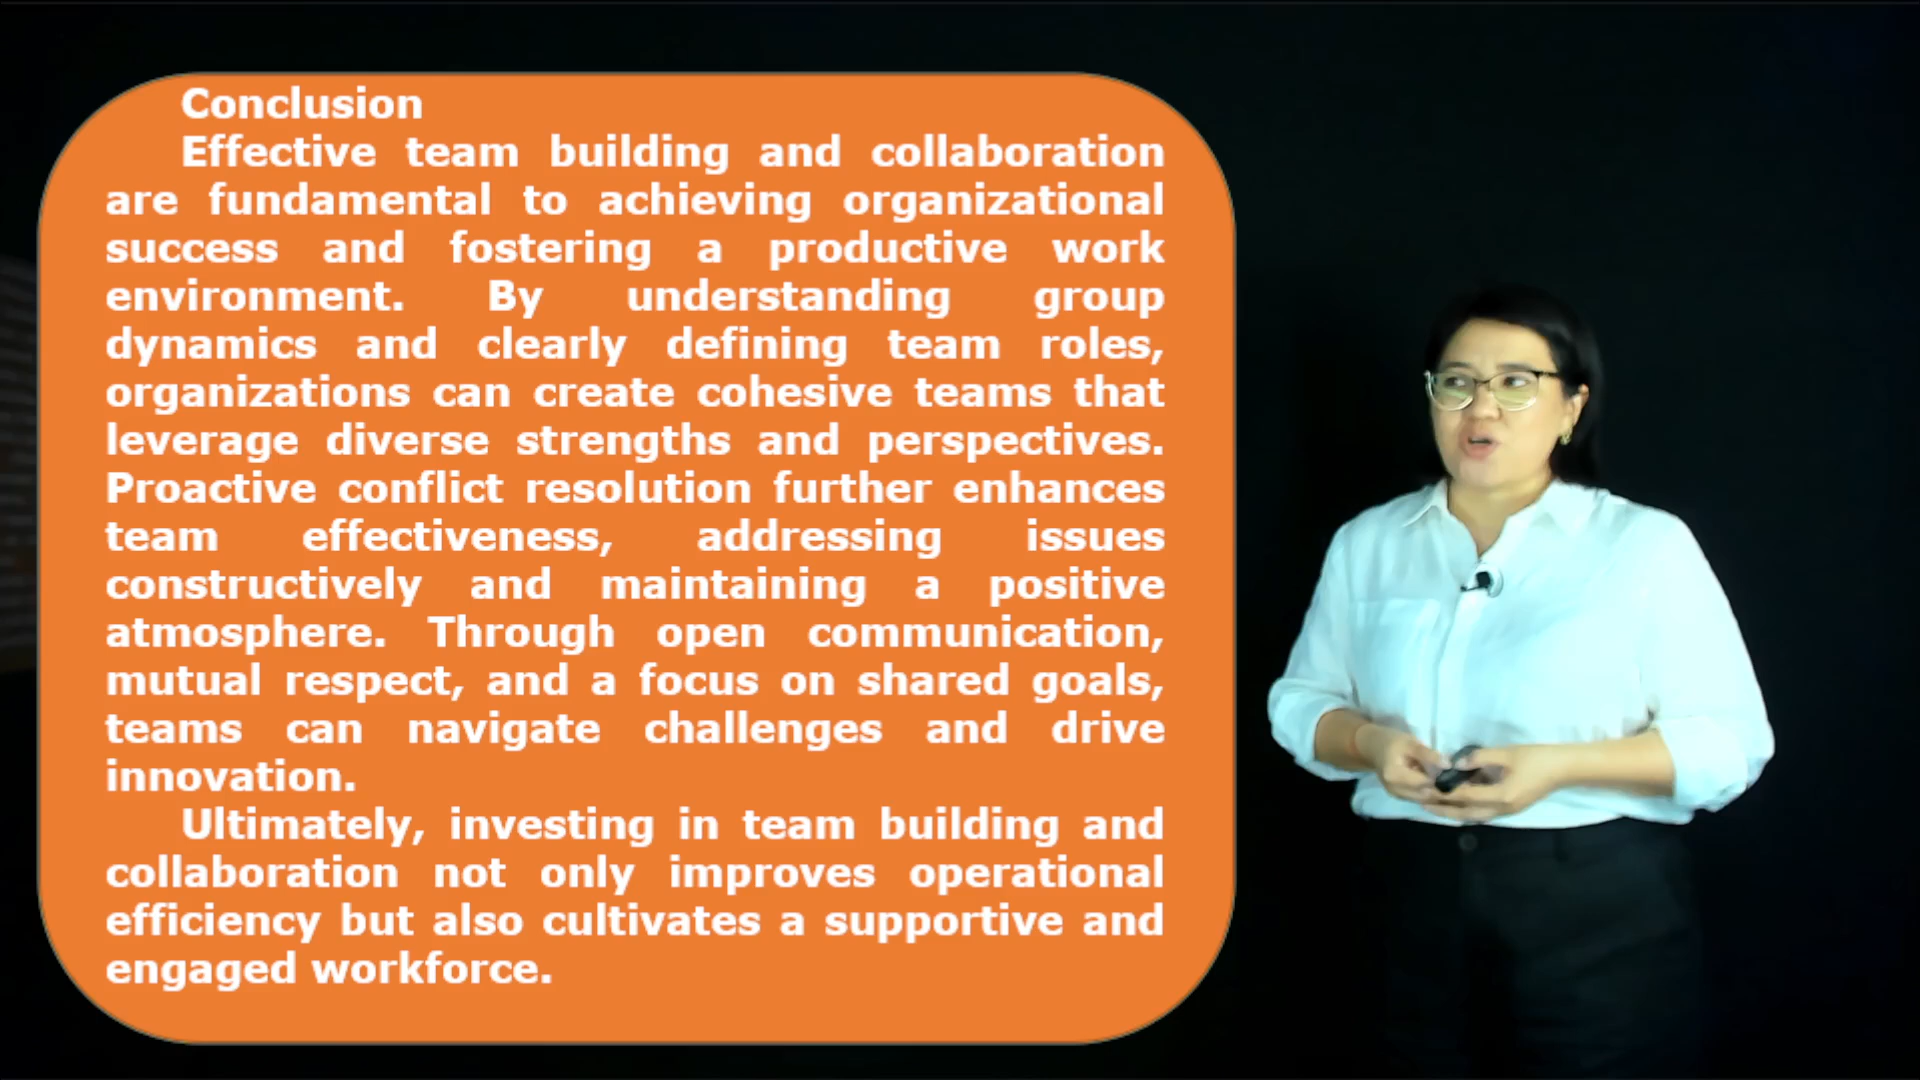 Conclusion
Effective team building and collaboration
are fundamental to achieving organizational
success and fostering a productive work
environment. By understanding group
dynamics and clearly defining team roles,
organizations can create cohesive teams that
leverage diverse strengths and perspectives.
Proactive conflict resolution further enhances
team effectiveness, addressing issues
constructively and maintaining a positive
atmosphere. Through open communication,
mutual respect, and a focus on shared goals,
teams can navigate challenges and drive
innovation.
Ultimately, investing in team building and
collaboration not only improves operational
efficiency but also cultivates a supportive and
engaged workforce.